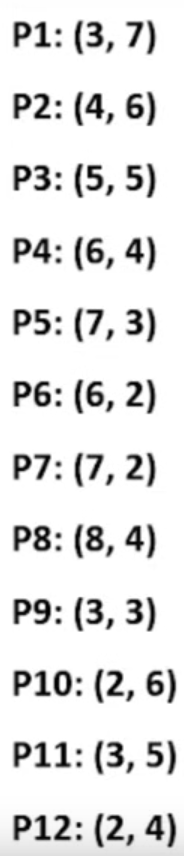 P1: (3, 7)
P2: (4, 6)
P3: (5, 5)
P4: (6, 4)
P5: (7, 3)
P6: (6, 2)
P7: (7, 2)
P8: (8, 4)
P9: (3, 3)
P10: (2, 6)
P11: (3, 5)
P12: (2, 4)